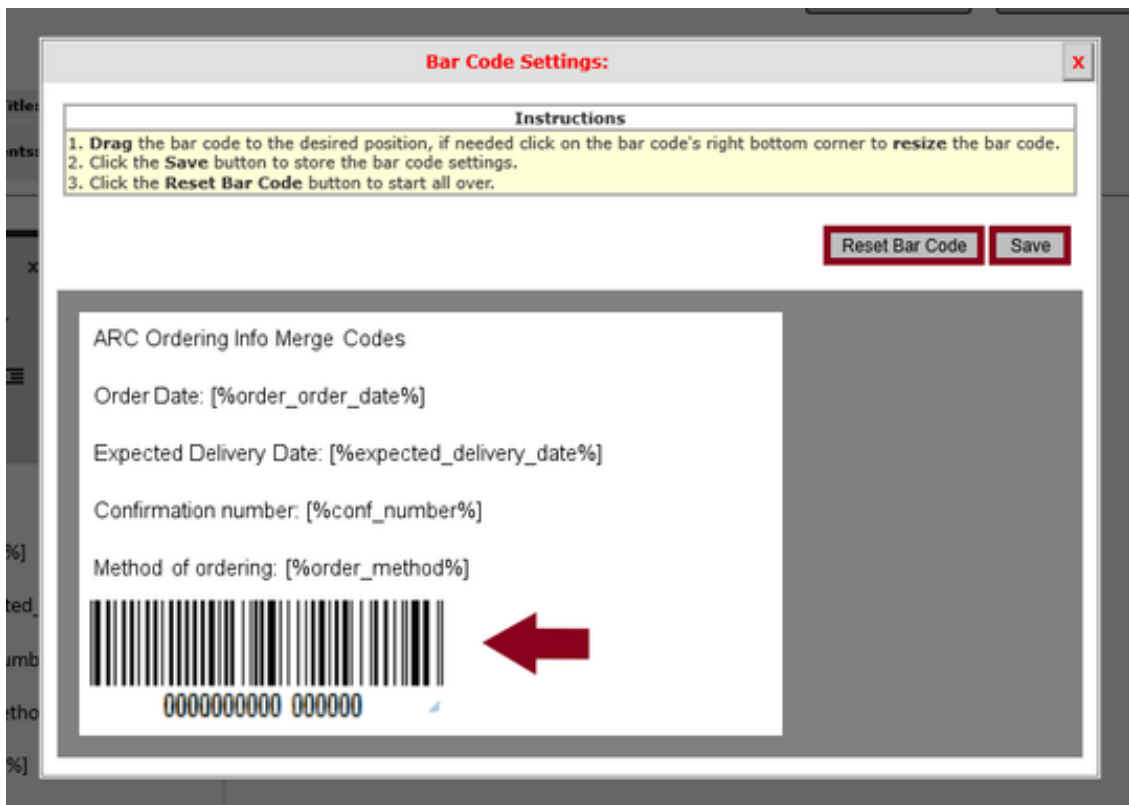 Bar Code Settings:
x
Instructions
1. Drag the bar code to the desired position, if needed click on the bar code's right bottom corner to resize the bar code.
2. Click the Save button to store the bar code settings.
3. Click the Reset Bar Code button to start all over.
Reset Bar Code Save
ARC Ordering Info Merge Codes
Order Date: [%order_order_date%]
Expected Delivery Date: [%expected_delivery_date%]
Confirmation number: [%conf_number%]
Method of ordering: [%order_method%]
0000000000 000000